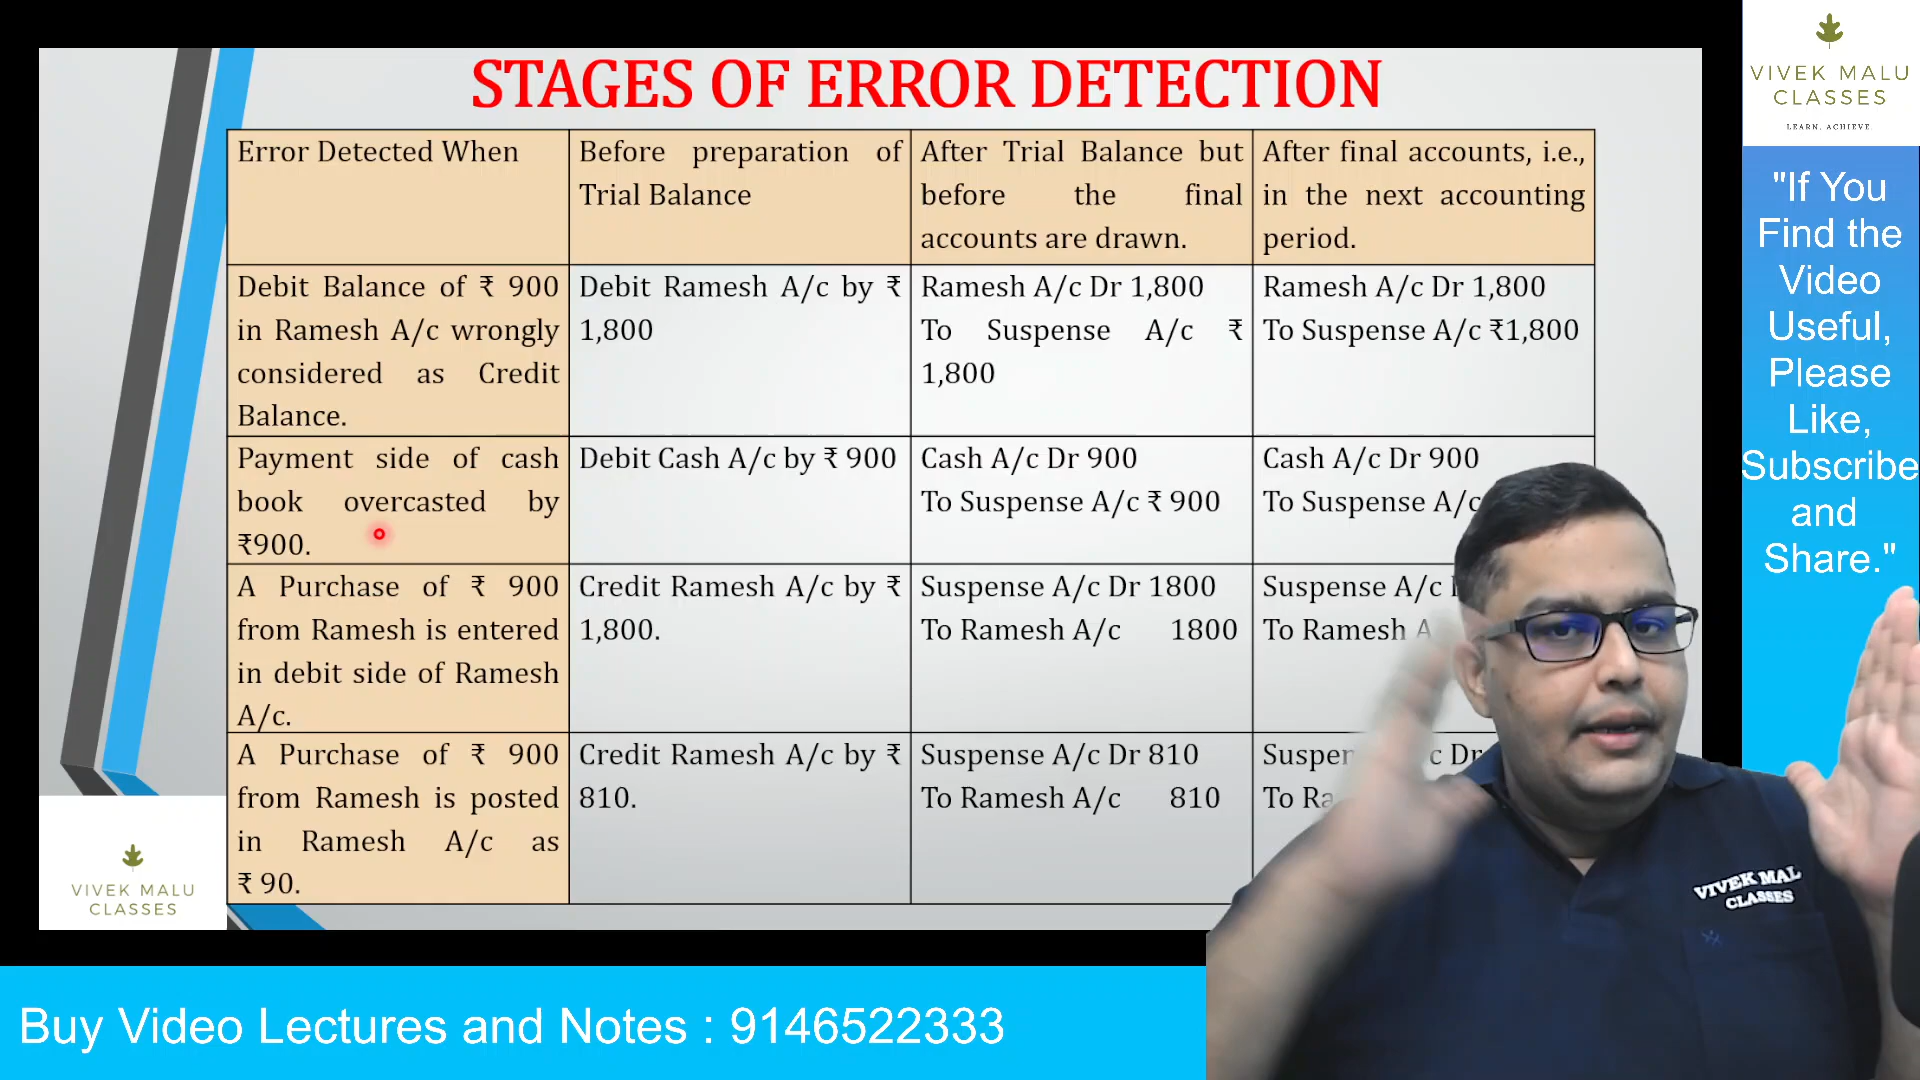 STAGES OF ERROR DETECTION
Error Detected When
Before preparation of
Trial Balance
After Trial Balance but
before the final
accounts are drawn.
After final accounts, i.e.,
in the next accounting
period.
Debit Balance of ₹ 900
in Ramesh A/c wrongly
considered as Credit
Balance.
Debit Ramesh A/c by ₹
1,800
Ramesh A/c Dr 1,800
To Suspense A/c ₹
1,800
Ramesh A/c Dr 1,800
To Suspense A/c ₹1,800
Payment side of cash
book overcasted by
₹900.
Debit Cash A/c by ₹ 900
Cash A/c Dr 900
To Suspense A/c ₹ 900
Cash A/c Dr 900
To Suspense A/c
A Purchase of ₹ 900
from Ramesh is entered
in debit side of Ramesh
A/c.
Credit Ramesh A/c by ₹
1,800.
Suspense A/c Dr 1800
To Ramesh A/c 1800
Suspense A/c
To Ramesh
A Purchase of ₹ 900
from Ramesh is posted
in Ramesh A/c as
₹ 90.
Credit Ramesh A/c by ₹
810.
Suspense A/c Dr 810
To Ramesh A/c 810
Dr
To
VIVEK MALU
CLASSES
VIVEK MALU
CLASSES
LEARN. ACHIEVE.
"If You
Find the
Video
Useful,
Please
Like,
Subscribe
and
Share."
VIVEK MAL
CLASSES
Buy Video Lectures and Notes : 9146522333